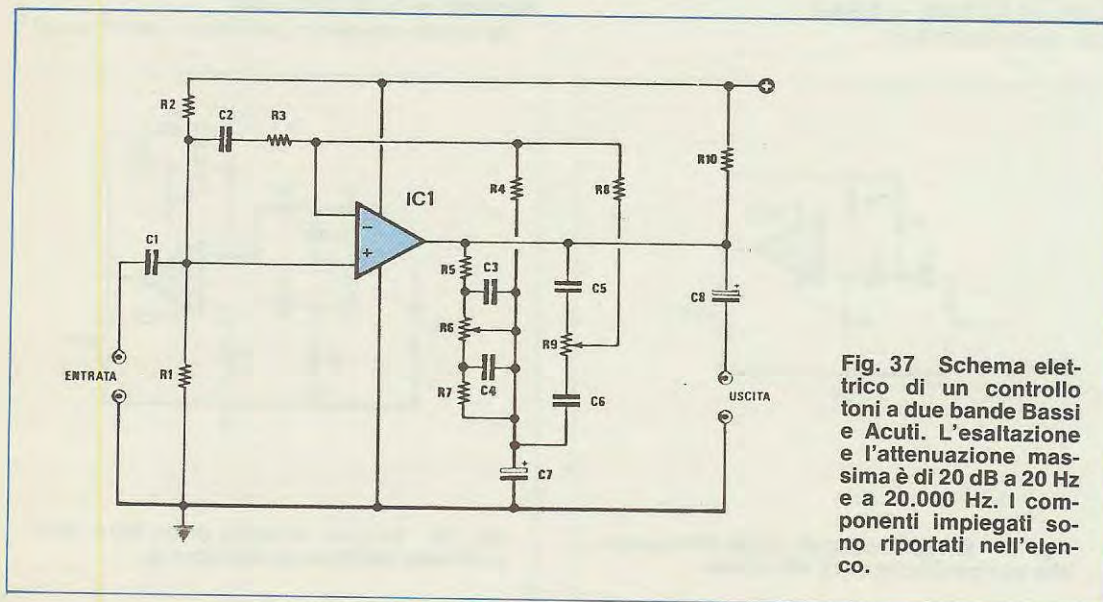 R2
C2
R3
R10
R4
R8
IC1
−
+
C1
R5
C3
C5
C8
+
R6
R9
ENTRATA
R1
R7
C4
C6
USCITA
+
C7
+
Fig. 37 Schema elet-
trico di un controllo
toni a due bande Bassi
e Acuti. L'esaltazione
e l'attenuazione mas-
sima è di 20 dB a 20 Hz
e a 20.000 Hz. I com-
ponenti impiegati so-
no riportati nell'elen-
co.